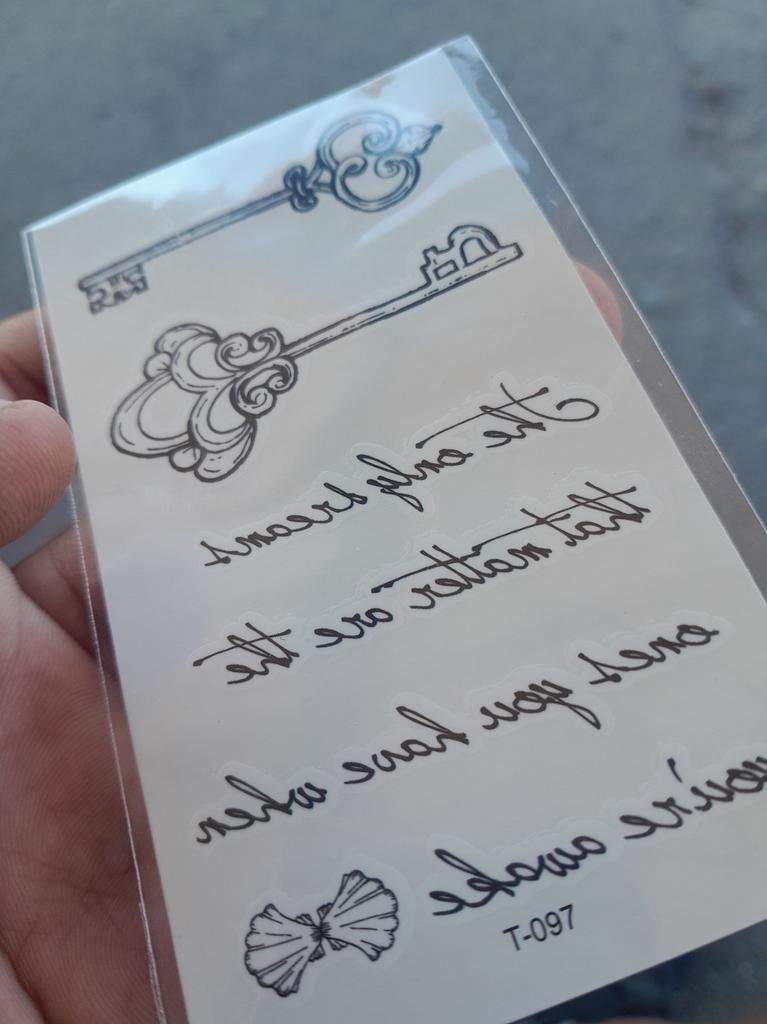 The only dreams
that matter are the
ones you have when
you're awake
T-097